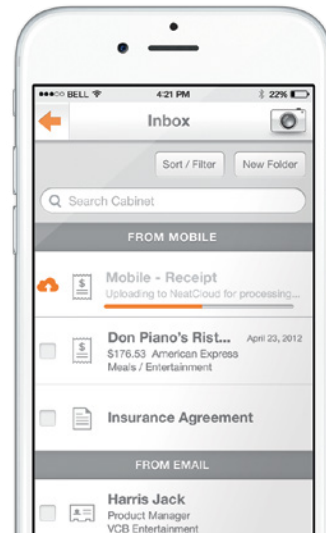 BELL 4:21 PM 22%
Inbox
Sort / Filter New Folder
Search Cabinet
FROM MOBILE
Mobile - Receipt
Uploading to NeatCloud for processing...
Don Piano's Rist... April 23, 2012
$176.53 American Express
Meals / Entertainment
Insurance Agreement
FROM EMAIL
Harris Jack
Product Manager
VCB Entertainment